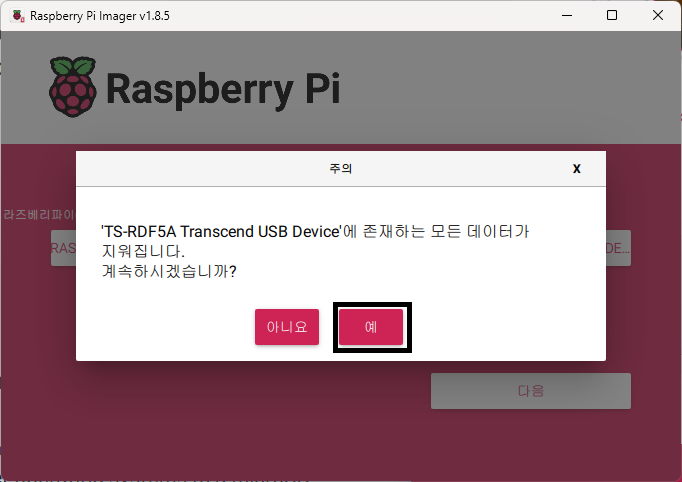 Raspberry Pi Imager v1.8.5
Raspberry Pi
주의
x
라즈베리파이
'TS-RDF5A Transcend USB Device'에 존재하는 모든 데이터가
지워집니다.
계속하시겠습니까?
RAS
DE...
아니요
예
다음